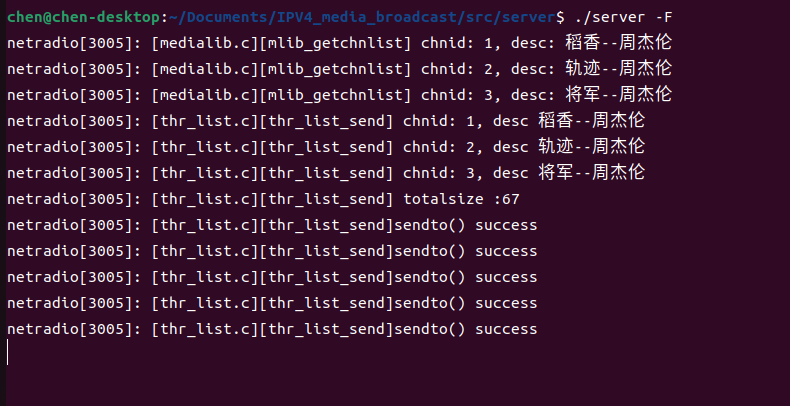 chen@chen-desktop:~/Documents/IPV4_media_broadcast/src/server$ ./server -F
netradio[3005]: [medialib.c][mlib_getchnlist] chnid: 1, desc: 稻香--周杰伦
netradio[3005]: [medialib.c][mlib_getchnlist] chnid: 2, desc: 轨迹--周杰伦
netradio[3005]: [medialib.c][mlib_getchnlist] chnid: 3, desc: 将军--周杰伦
netradio[3005]: [thr_list.c][thr_list_send] chnid: 1, desc 稻香--周杰伦
netradio[3005]: [thr_list.c][thr_list_send] chnid: 2, desc 轨迹--周杰伦
netradio[3005]: [thr_list.c][thr_list_send] chnid: 3, desc 将军--周杰伦
netradio[3005]: [thr_list.c][thr_list_send] totalsize :67
netradio[3005]: [thr_list.c][thr_list_send]sendto() success
netradio[3005]: [thr_list.c][thr_list_send]sendto() success
netradio[3005]: [thr_list.c][thr_list_send]sendto() success
netradio[3005]: [thr_list.c][thr_list_send]sendto() success
netradio[3005]: [thr_list.c][thr_list_send]sendto() success